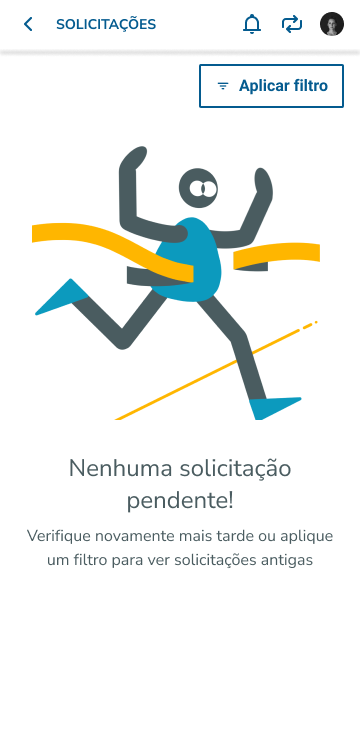 SOLICITAÇÕES
Aplicar filtro
Nenhuma solicitação
pendente!
Verifique novamente mais tarde ou aplique
um filtro para ver solicitações antigas